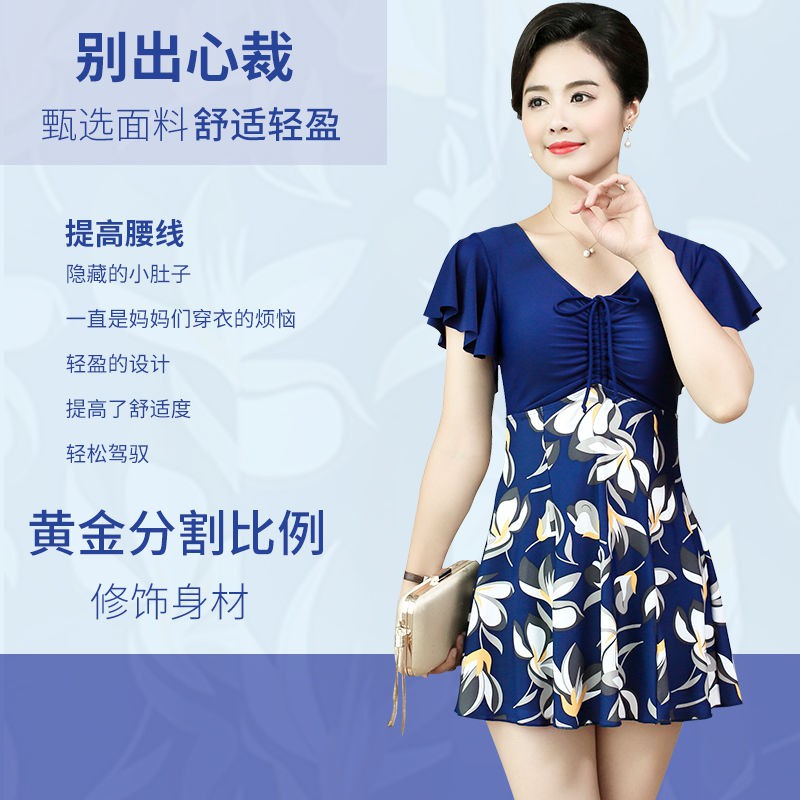 别出心裁
甄选面料 舒适轻盈
提高腰线
隐藏的小肚子
一直是妈妈们穿衣的烦恼
轻盈的设计
提高了舒适度
轻松驾驭
黄金分割比例
修饰身材